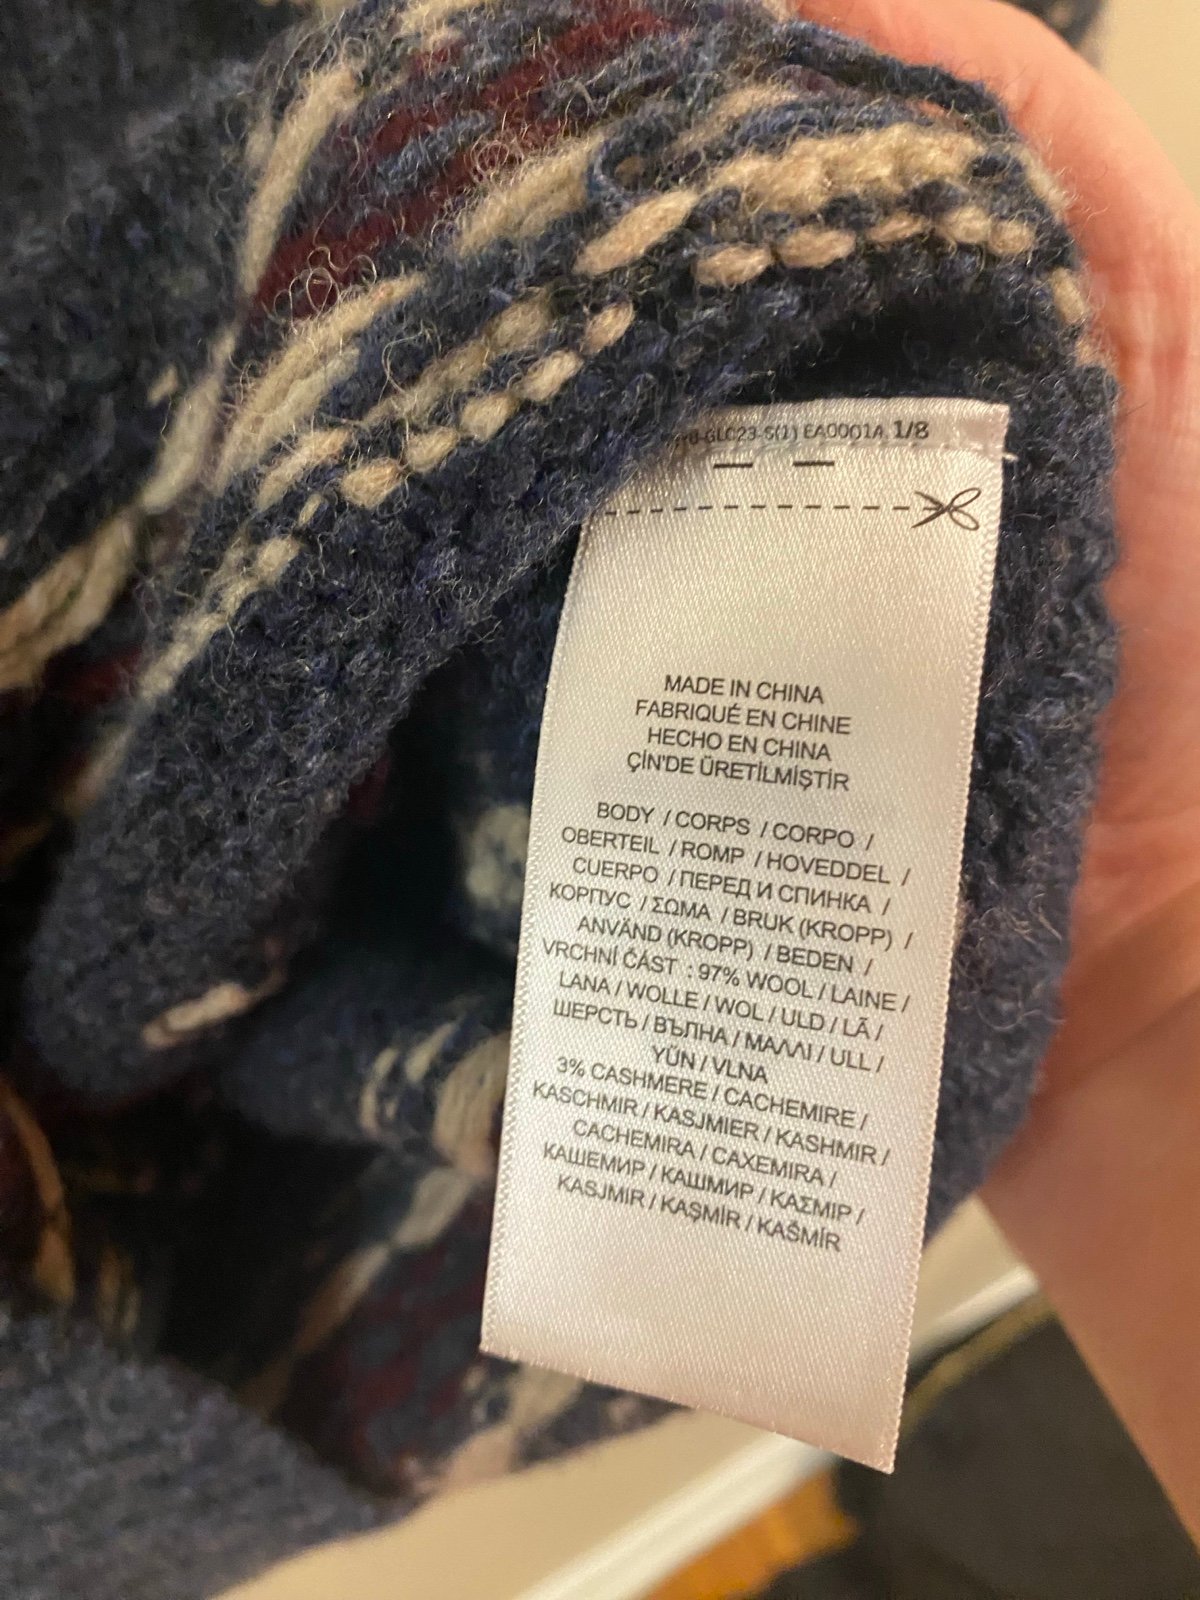 -GLC23-S(1) EA0001A 1/8
MADE IN CHINA
FABRIQUÉ EN CHINE
HECHO EN CHINA
ÇİN'DE ÜRETİLMİŞTİR
BODY / CORPS / CORPO /
OBERTEIL / ROMP / HOVEDDEL /
CUERPO / ПЕРЕД И СПИНКА /
КОРПУС / ΣΩΜΑ / BRUK (KROPP) /
ANVÄND (KROPP) / BEDEN /
VRCHNÍ ČÁST : 97% WOOL / LAINE /
LANA / WOLLE / WOL / ULD / LÃ /
ШЕРСТЬ / ВЪЛНА / ΜΑΛΛΙ / ULL /
YÜN / VLNA
3% CASHMERE / CACHEMIRE /
KASCHMIR / KASJMIER / KASHMIR /
CACHEMIRA / CAXEMIRA /
КАШЕМИР / КАШМИР / ΚΑΣΜΙΡ /
KASJMIR / KAŞMİR / KAŠMÍR